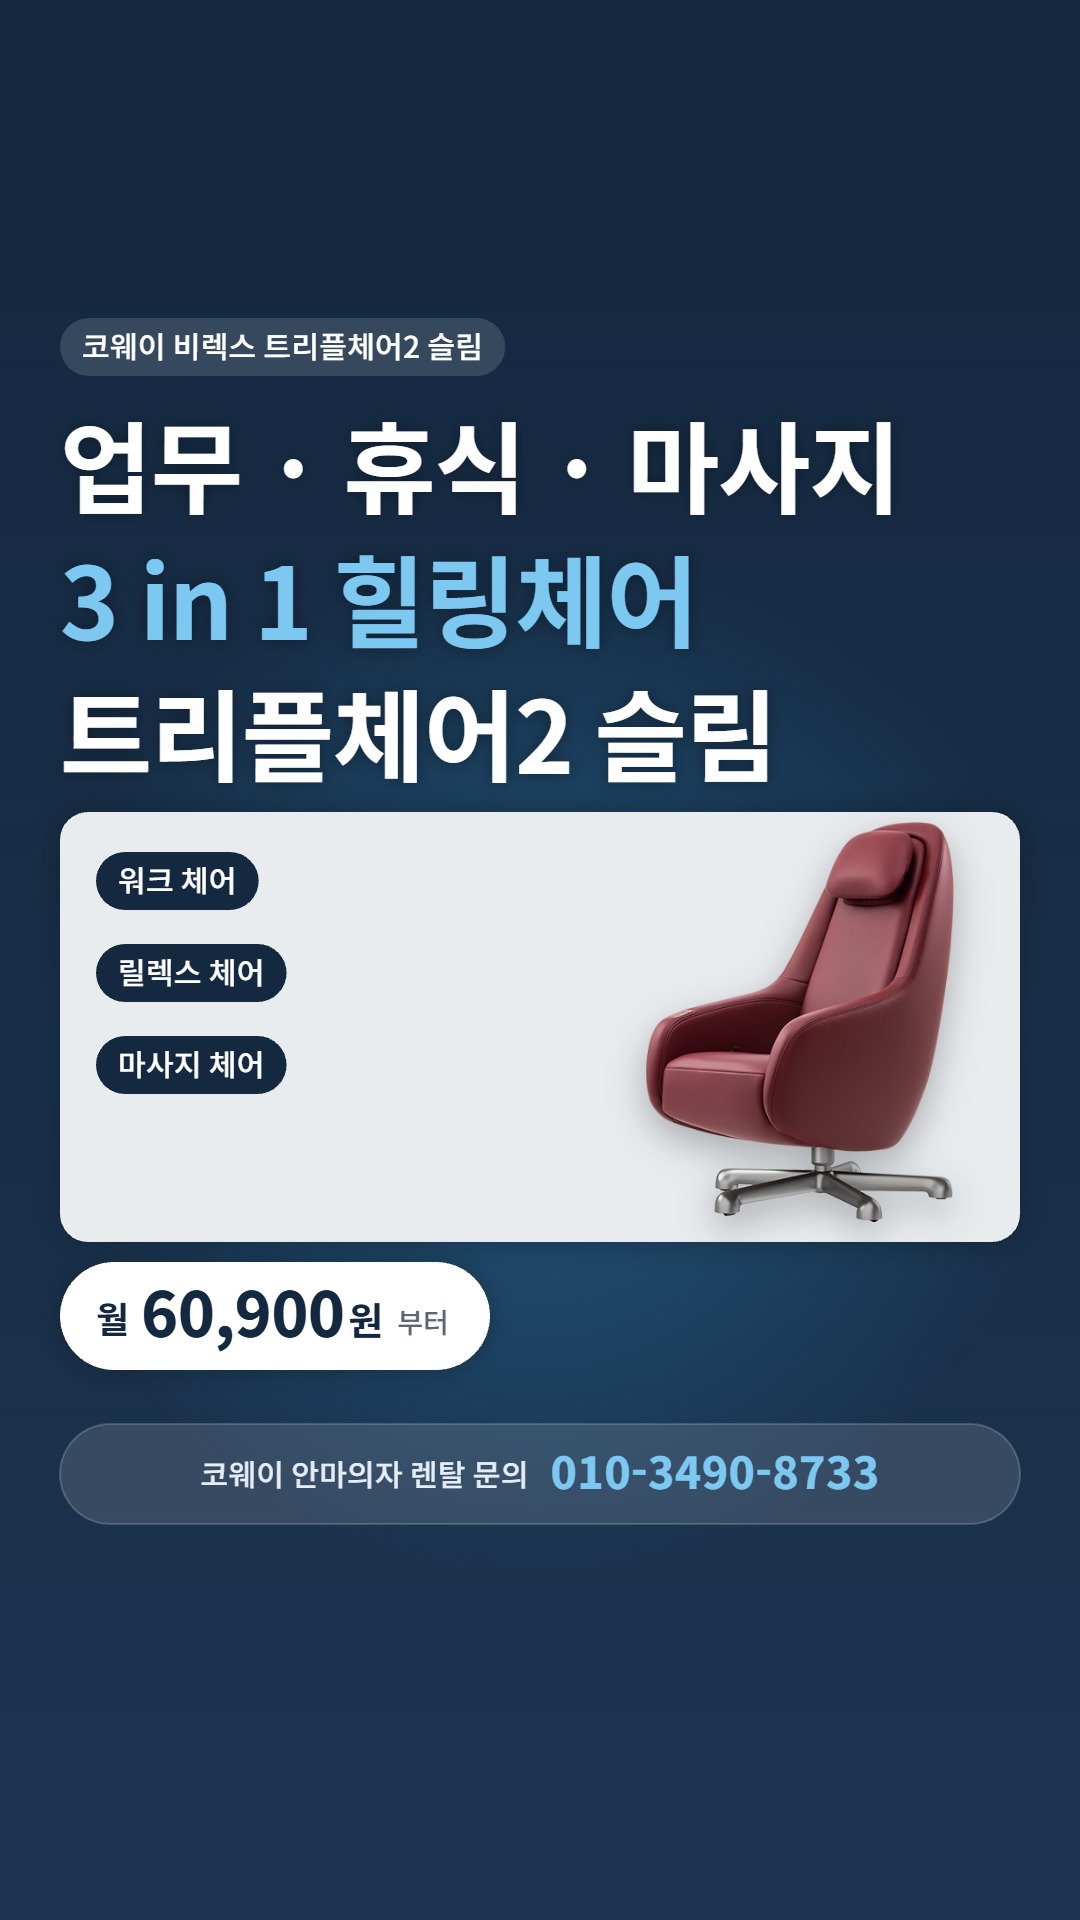 코웨이 비렉스 트리플체어2 슬림
업무 · 휴식 · 마사지
3 in 1 힐링체어
트리플체어2 슬림
워크 체어
릴렉스 체어
마사지 체어
월 60,900원 부터
코웨이 안마의자 렌탈 문의 010-3490-8733